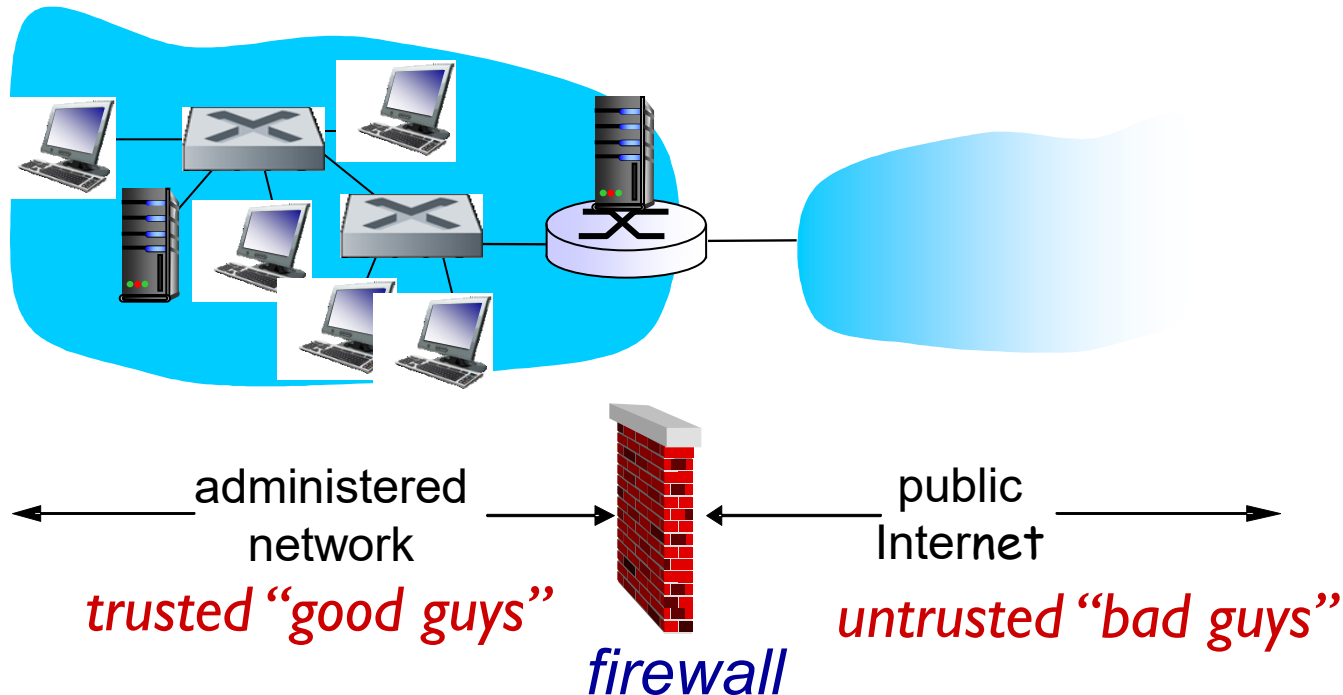 administered
network
trusted “good guys”
public
Internet
untrusted “bad guys”
firewall